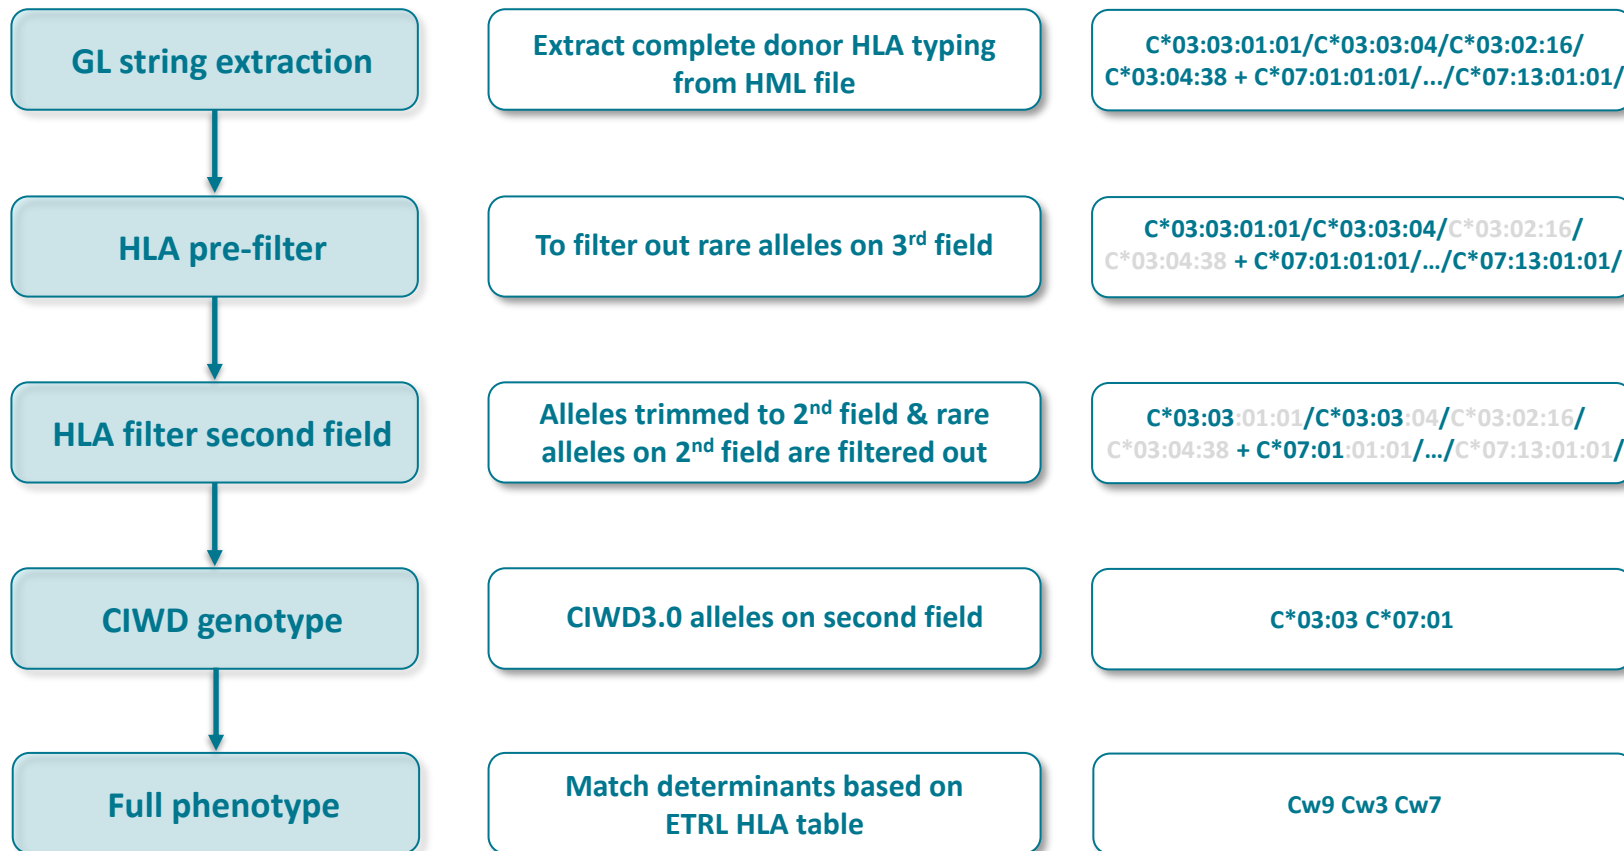 GL string extraction
Extract complete donor HLA typing
from HML file
C*03:03:01:01/C*03:03:04/C*03:02:16/
C*03:04:38 + C*07:01:01:01/.../C*07:13:01:01/
HLA pre-filter
To filter out rare alleles on 3rd field
C*03:03:01:01/C*03:03:04/C*03:02:16/
C*03:04:38 + C*07:01:01:01/.../C*07:13:01:01/
HLA filter second field
Alleles trimmed to 2nd field & rare
alleles on 2nd field are filtered out
C*03:03:01:01/C*03:03:04/C*03:02:16/
C*03:04:38 + C*07:01:01:01/.../C*07:13:01:01/
CIWD genotype
CIWD3.0 alleles on second field
C*03:03 C*07:01
Full phenotype
Match determinants based on
ETRL HLA table
Cw9 Cw3 Cw7